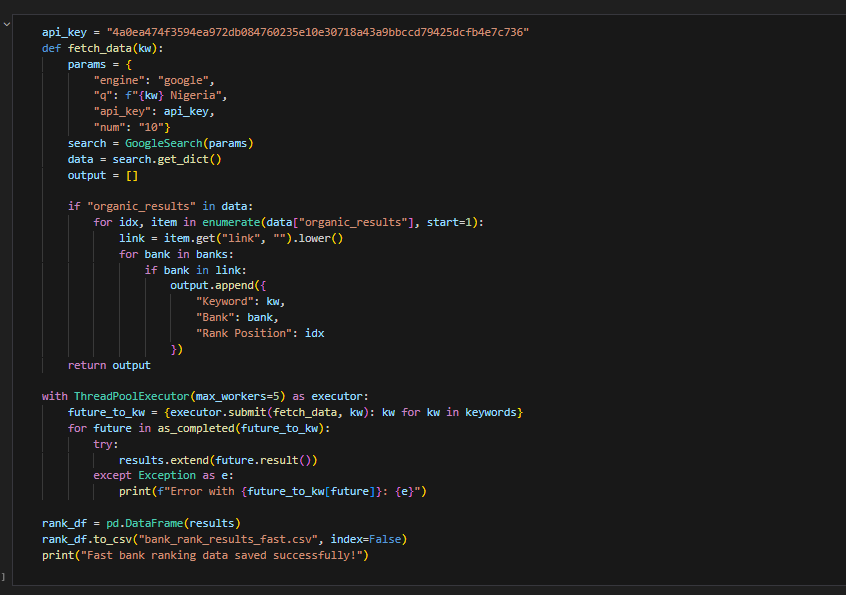 api_key = "4a0ea474f3594ea972db084760235e10e30718a43a9bbccd79425dcfb4e7c736"
def fetch_data(kw):
    params = {
        "engine": "google",
        "q": f"{kw} Nigeria",
        "api_key": api_key,
        "num": "10"}
    search = GoogleSearch(params)
    data = search.get_dict()
    output = []

    if "organic_results" in data:
        for idx, item in enumerate(data["organic_results"], start=1):
            link = item.get("link", "").lower()
            for bank in banks:
                if bank in link:
                    output.append({
                        "Keyword": kw,
                        "Bank": bank,
                        "Rank Position": idx
                    })
    return output

with ThreadPoolExecutor(max_workers=5) as executor:
    future_to_kw = {executor.submit(fetch_data, kw): kw for kw in keywords}
    for future in as_completed(future_to_kw):
        try:
            results.extend(future.result())
        except Exception as e:
            print(f"Error with {future_to_kw[future]}: {e}")

rank_df = pd.DataFrame(results)
rank_df.to_csv("bank_rank_results_fast.csv", index=False)
print("Fast bank ranking data saved successfully!")
]